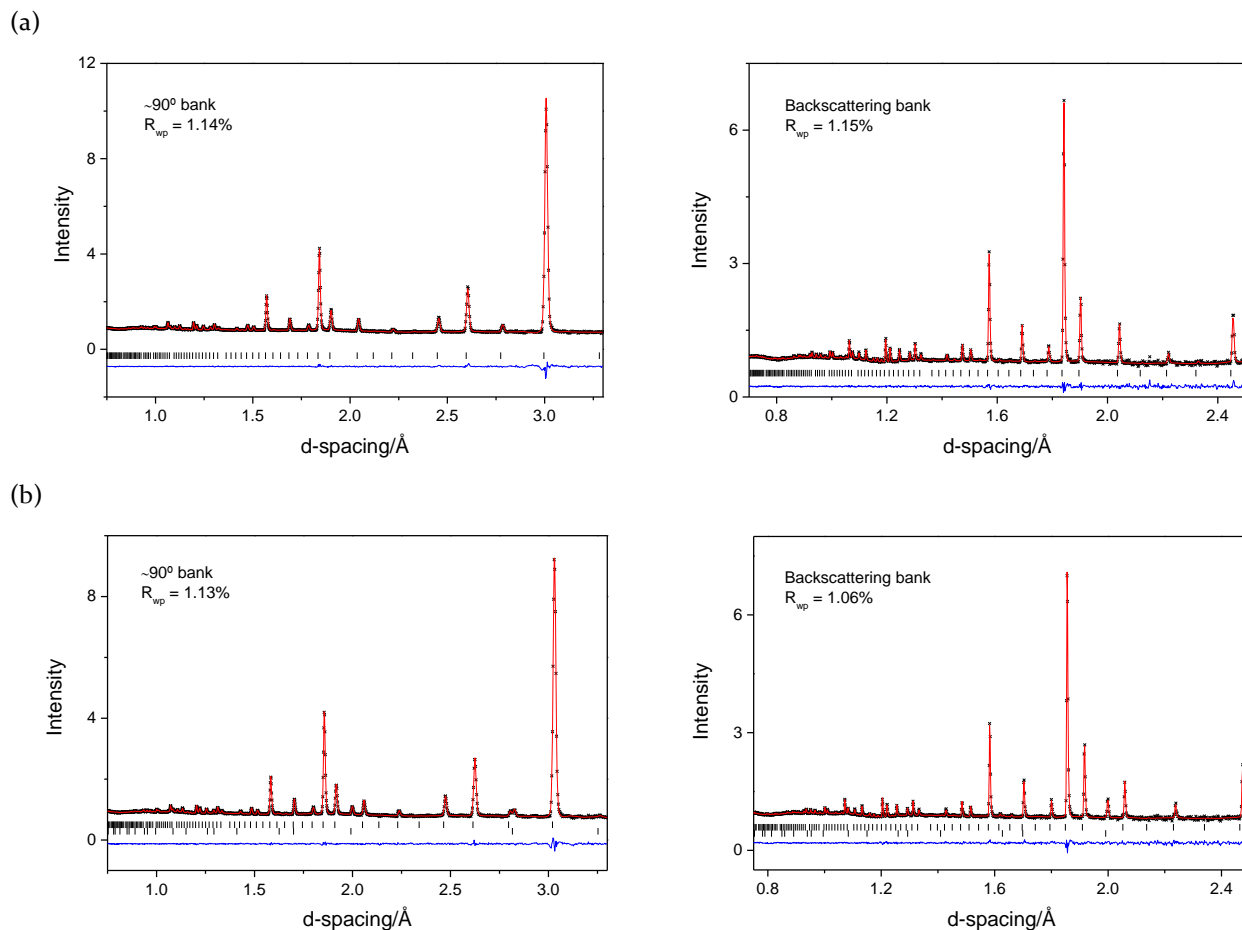 (a)
~90º bank
R_wp = 1.14%
Intensity
12
8
4
0
1.0 1.5 2.0 2.5 3.0
d-spacing/Å
Backscattering bank
R_wp = 1.15%
Intensity
6
3
0
0.8 1.2 1.6 2.0 2.4
d-spacing/Å
(b)
~90º bank
R_wp = 1.13%
Intensity
8
4
0
1.0 1.5 2.0 2.5 3.0
d-spacing/Å
Backscattering bank
R_wp = 1.06%
Intensity
6
3
0
0.8 1.2 1.6 2.0 2.4
d-spacing/Å